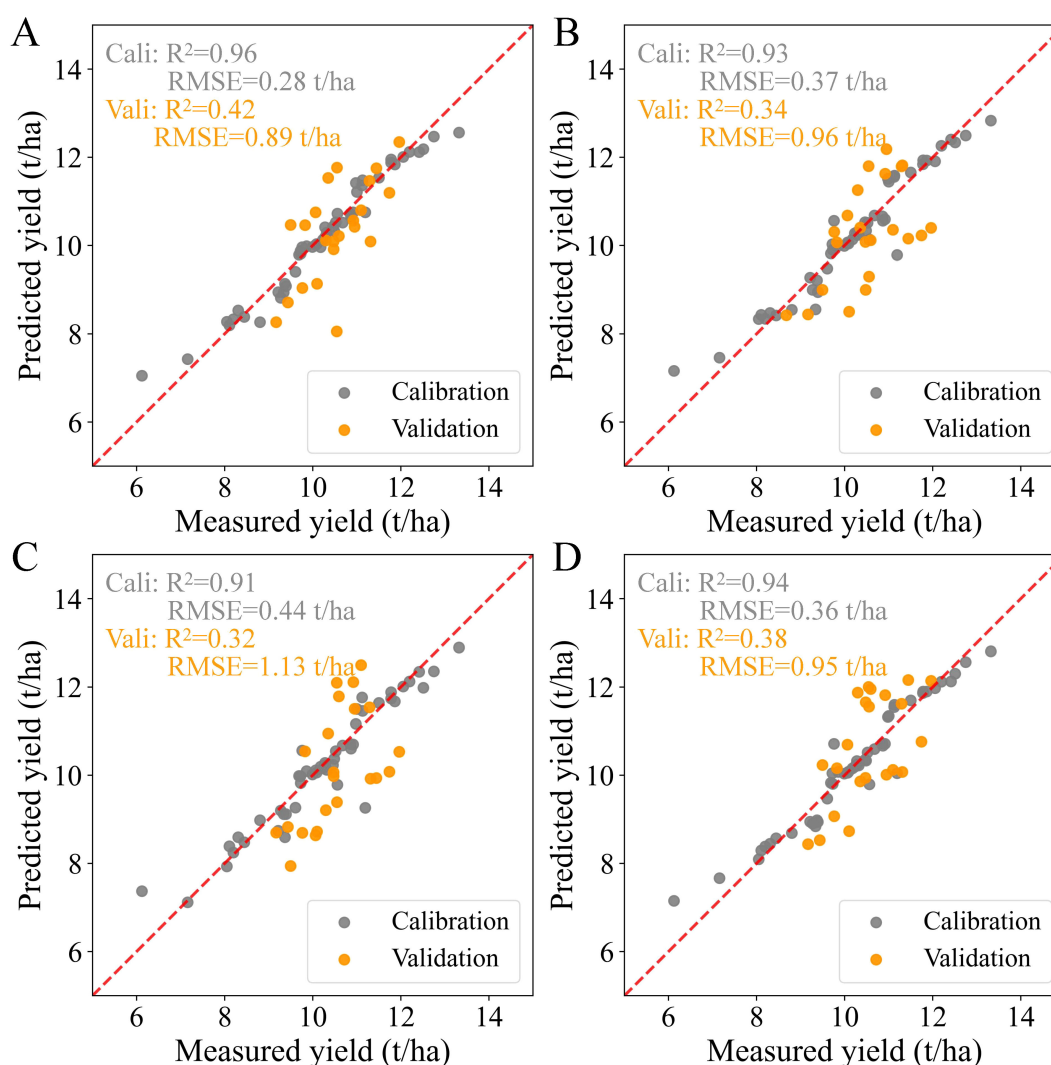 A
Cali: R²=0.96
RMSE=0.28 t/ha
Vali: R²=0.42
RMSE=0.89 t/ha
Predicted yield (t/ha)
14
12
10
8
6
Calibration
Validation
6 8 10 12 14
Measured yield (t/ha)
B
Cali: R²=0.93
RMSE=0.37 t/ha
Vali: R²=0.34
RMSE=0.96 t/ha
Predicted yield (t/ha)
14
12
10
8
6
Calibration
Validation
6 8 10 12 14
Measured yield (t/ha)
C
Cali: R²=0.91
RMSE=0.44 t/ha
Vali: R²=0.32
RMSE=1.13 t/ha
Predicted yield (t/ha)
14
12
10
8
6
Calibration
Validation
6 8 10 12 14
Measured yield (t/ha)
D
Cali: R²=0.94
RMSE=0.36 t/ha
Vali: R²=0.38
RMSE=0.95 t/ha
Predicted yield (t/ha)
14
12
10
8
6
Calibration
Validation
6 8 10 12 14
Measured yield (t/ha)